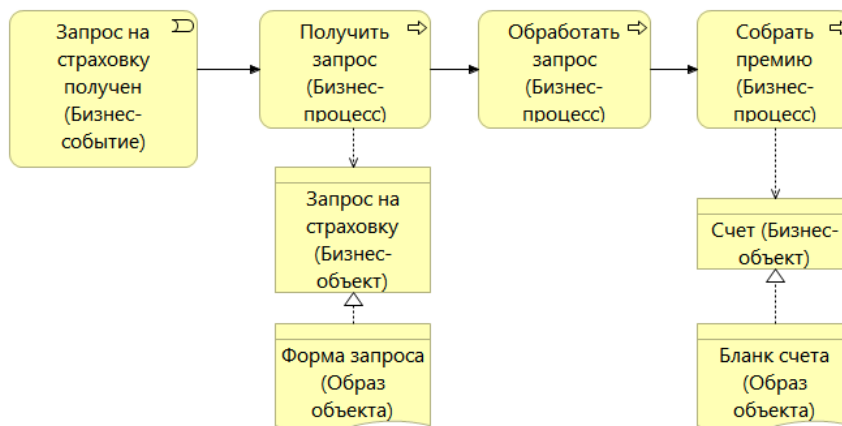 Запрос на
страховку
получен
(Бизнес-
событие)
Получить
запрос
(Бизнес-
процесс)
Обработать
запрос
(Бизнес-
процесс)
Собрать
премию
(Бизнес-
процесс)
Запрос на
страховку
(Бизнес-
объект)
Счет (Бизнес-
объект)
Форма запроса
(Образ
объекта)
Бланк счета
(Образ
объекта)